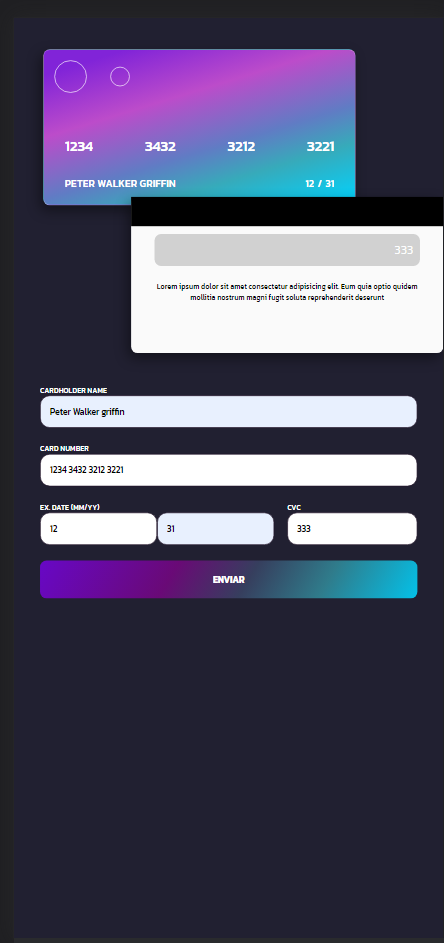 1234 3432 3212 3221
PETER WALKER GRIFFIN 12 / 31
333
Lorem ipsum dolor sit amet consectetur adipisicing elit. Eum quia optio quidem
mollitia nostrum magni fugit soluta reprehenderit deserunt
CARDHOLDER NAME
Peter Walker griffin
CARD NUMBER
1234 3432 3212 3221
EX. DATE (MM/YY) CVC
12 31 333
ENVIAR